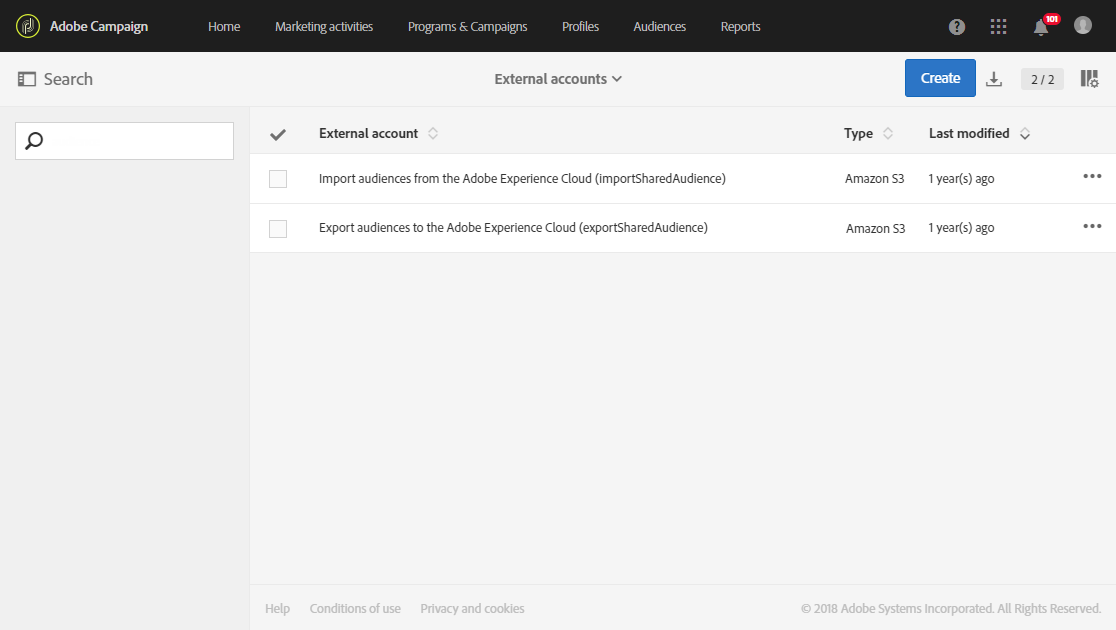 Adobe Campaign Home Marketing activities Programs & Campaigns Profiles Audiences Reports ? 101
Search External accounts Create 2 / 2
External account Type Last modified
Import audiences from the Adobe Experience Cloud (importSharedAudience) Amazon S3 1 year(s) ago
Export audiences to the Adobe Experience Cloud (exportSharedAudience) Amazon S3 1 year(s) ago
Help Conditions of use Privacy and cookies © 2018 Adobe Systems Incorporated. All Rights Reserved.